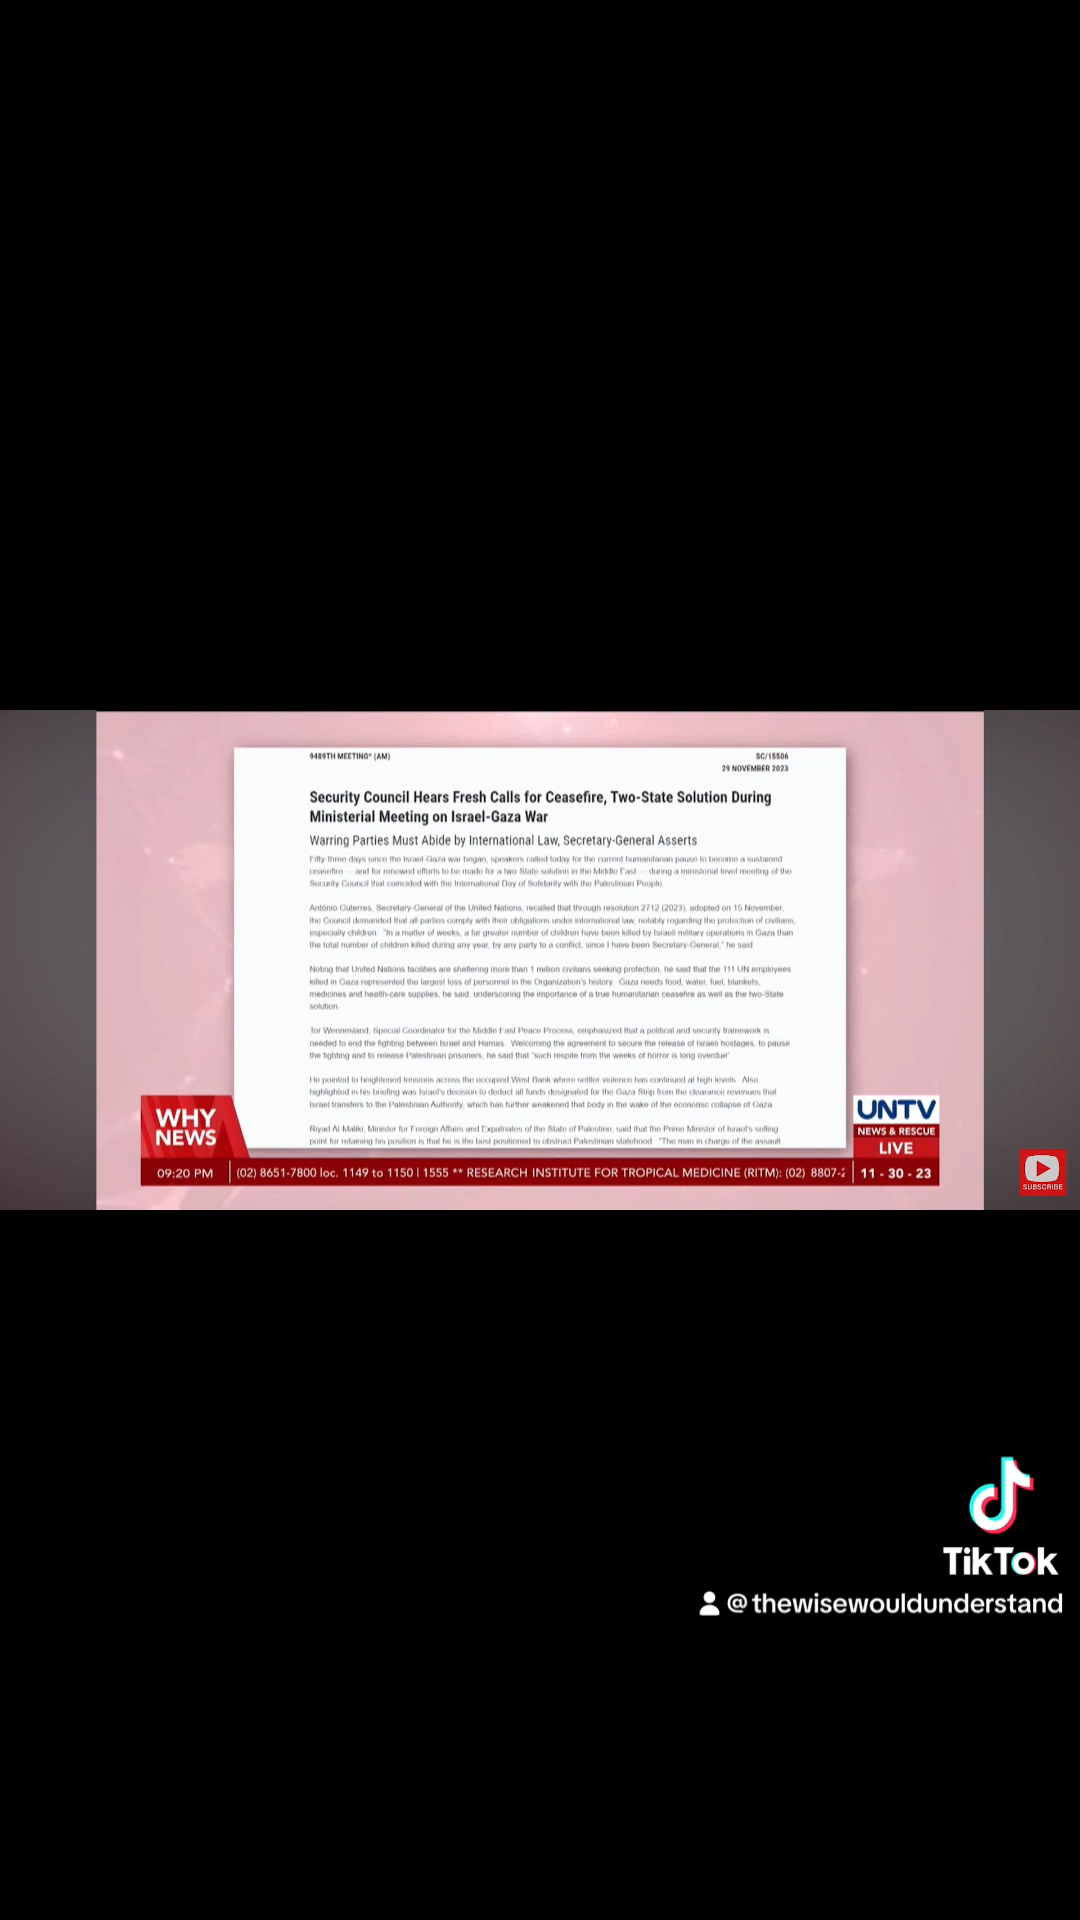 9489TH MEETING* (AM)
SC/15506
29 NOVEMBER 2023
Security Council Hears Fresh Calls for Ceasefire, Two-State Solution During
Ministerial Meeting on Israel-Gaza War
Warring Parties Must Abide by International Law, Secretary-General Asserts
Fifty three days since the Israel Gaza war began, speakers called today for the current humanitarian pause to become a sustained
ceasefire — and for renewed efforts to be made for a two State solution in the Middle East — during a ministerial level meeting of the
Security Council that coincided with the International Day of Solidarity with the Palestinian People
António Guterres, Secretary-General of the United Nations, recalled that through resolution 2712 (2023), adopted on 15 November,
the Council demanded that all parties comply with their obligations under international law, notably regarding the protection of civilians,
especially children. "In a matter of weeks, a far greater number of children have been killed by Israeli military operations in Gaza than
the total number of children killed during any year, by any party to a conflict, since I have been Secretary-General," he said.
Noting that United Nations facilities are sheltering more than 1 million civilians seeking protection, he said that the 111 UN employees
killed in Gaza represented the largest loss of personnel in the Organization's history. Gaza needs food, water, fuel, blankets,
medicines and health-care supplies, he said, underscoring the importance of a true humanitarian ceasefire as well as the two-State
solution.
Tor Wennesland, Special Coordinator for the Middle East Peace Process, emphasized that a political and security framework is
needed to end the fighting between Israel and Hamas. Welcoming the agreement to secure the release of Israeli hostages, to pause
the fighting and to release Palestinian prisoners, he said that "such respite from the weeks of horror is long overdue"
He pointed to heightened tensions across the occupied West Bank where settler violence has continued at high levels. Also
highlighted in his briefing was Israel's decision to deduct all funds designated for the Gaza Strip from the clearance revenues that
Israel transfers to the Palestinian Authority, which has further weakened that body in the wake of the economic collapse of Gaza
Riyad Al Maliki, Minister for Foreign Affairs and Expatriates of the State of Palestine, said that the Prime Minister of Israel's selling
point for retaining his position is that he is the best positioned to obstruct Palestinian statehood. "The man in charge of the assault
WHY
NEWS
UNTV
NEWS & RESCUE
LIVE
09:20 PM
(02) 8651-7800 loc. 1149 to 1150 | 1555 ** RESEARCH INSTITUTE FOR TROPICAL MEDICINE (RITM): (02) 8807-
11 - 30 - 23
SUBSCRIBE
TikTok
@thewisewouldunderstand